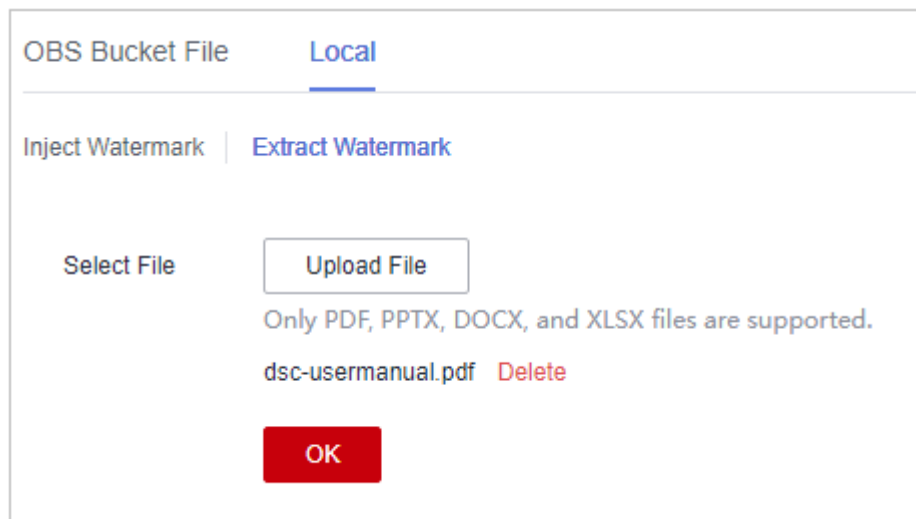 OBS Bucket File Local
Inject Watermark Extract Watermark
Select File Upload File
Only PDF, PPTX, DOCX, and XLSX files are supported.
dsc-usermanual.pdf Delete
OK